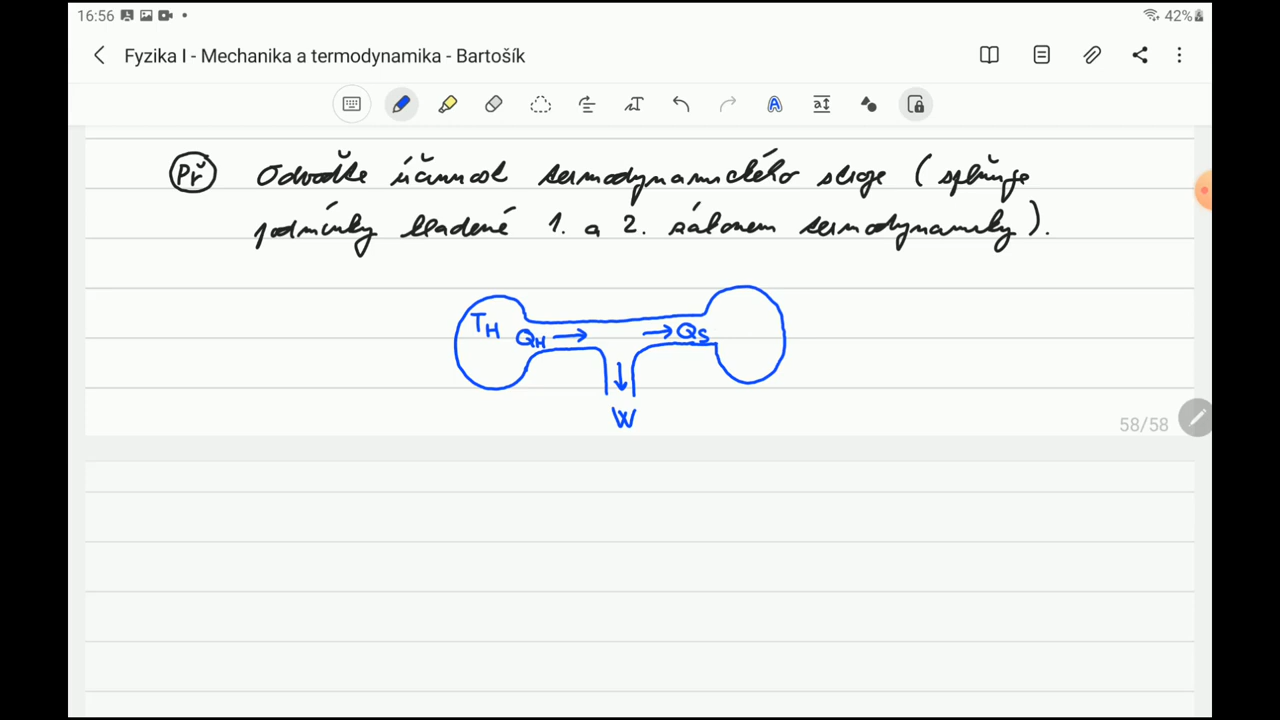 16:56
42%
Fyzika I - Mechanika a termodynamika - Bartošík
Př Odvoďte účinnost termodynamického stroje (splňuje
podmínky kladené 1. a 2. zákonem termodynamiky).
TH QH → → QS
↓
W
58/58